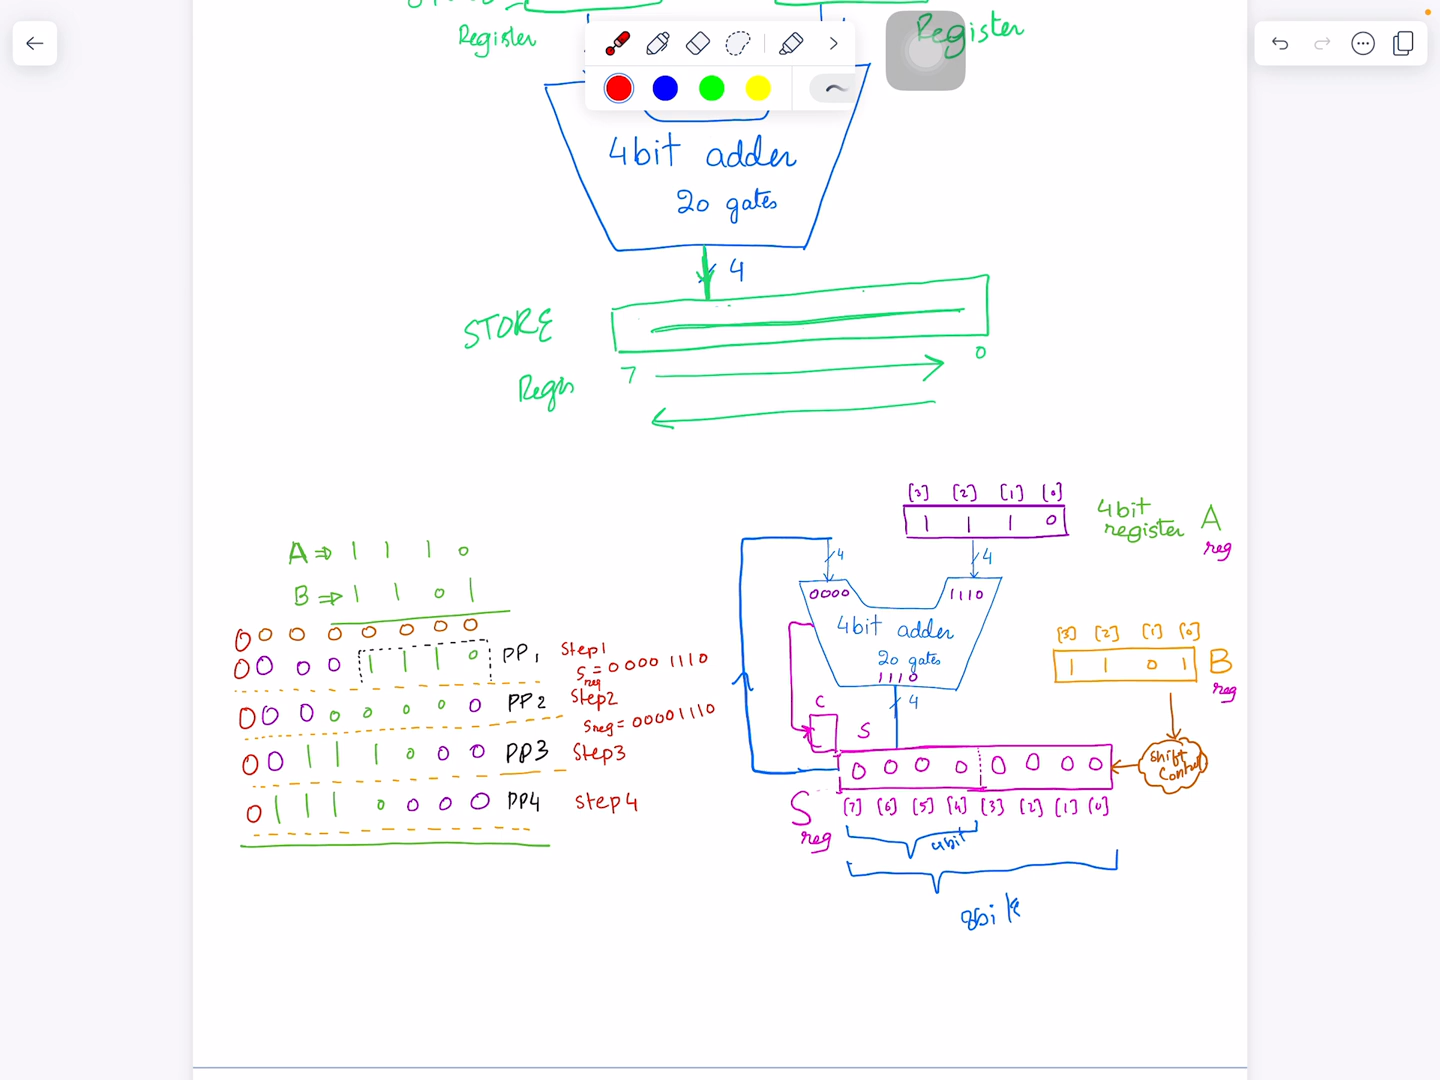 Register
Register
4bit adder
20 gates
4
STORE
7
0
[3] [2] [1] [0]
1 1 1 0
4bit register A reg
A ⇒ 1 1 1 0
B ⇒ 1 1 0 1
4
4
0000
1110
4bit adder
20 gates
1110
4
[3] [2] [1] [0]
1 1 0 1
B reg
0 0 0 0 0 0 0 0
0 0 0 0 1 1 1 0 PP1 Step1
Sreg = 0000 1110
0 0 0 0 0 0 0 0 PP2 Step2
Sreg = 00001110
0 0 1 1 1 0 0 0 PP3 Step3
0 1 1 1 0 0 0 0 PP4 Step4
C
S
0 0 0 0 0 0 0 0
Shift Control
S reg
[7] [6] [5] [4] [3] [2] [1] [0]
4bit